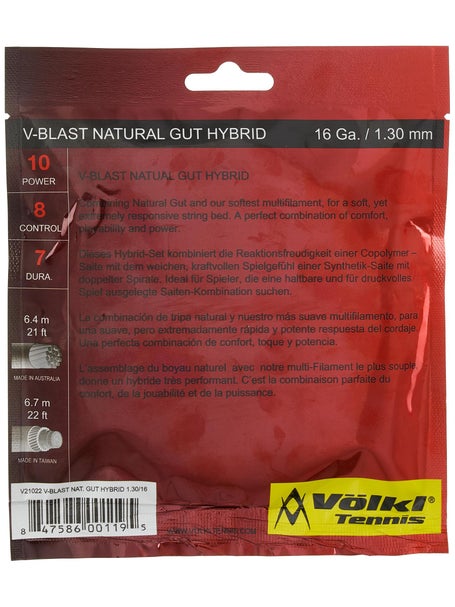 V-BLAST NATURAL GUT HYBRID 16 Ga. / 1.30 mm
10
POWER
8
CONTROL
7
DURA.
6.4 m
21 ft
MADE IN AUSTRALIA
6.7 m
22 ft
MADE IN TAIWAN
V-BLAST NATUAL GUT HYBRID
Combining Natural Gut and our softest multifilament, for a soft, yet
extremely responsive string bed. A perfect combination of comfort,
playability and power.
Dieses Hybrid-Set kombiniert die Reaktionsfreudigkeit einer Copolymer –
Saite mit dem weichen, kraftvollen Spielgefühl einer Synthetik-Saite mit
doppelter Spirale, Ideal für Spieler, die eine haltbare und für druckvolles
Spiel ausgelegte Saiten-Kombination suchen.
Le combinación de tripa natural y nuestro más suave multifilamento, para
una suave, pero extremadamente rápida y potente respuesta del cordaje.
Una perfecta combinación de confort, toque y potencia.
L'assemblage du boyau naturel avec notre multi-Filament le plus souple
donne un hybride très performant. C'est la combinaison parfaite du
confort, de la jouabilité et de la puissance.
V21022 V-BLAST NAT. GUT HYBRID 1.30/16
8 47586 00119 5
WWW.VOLKL-TENNIS.COM
Völkl®
Tennis